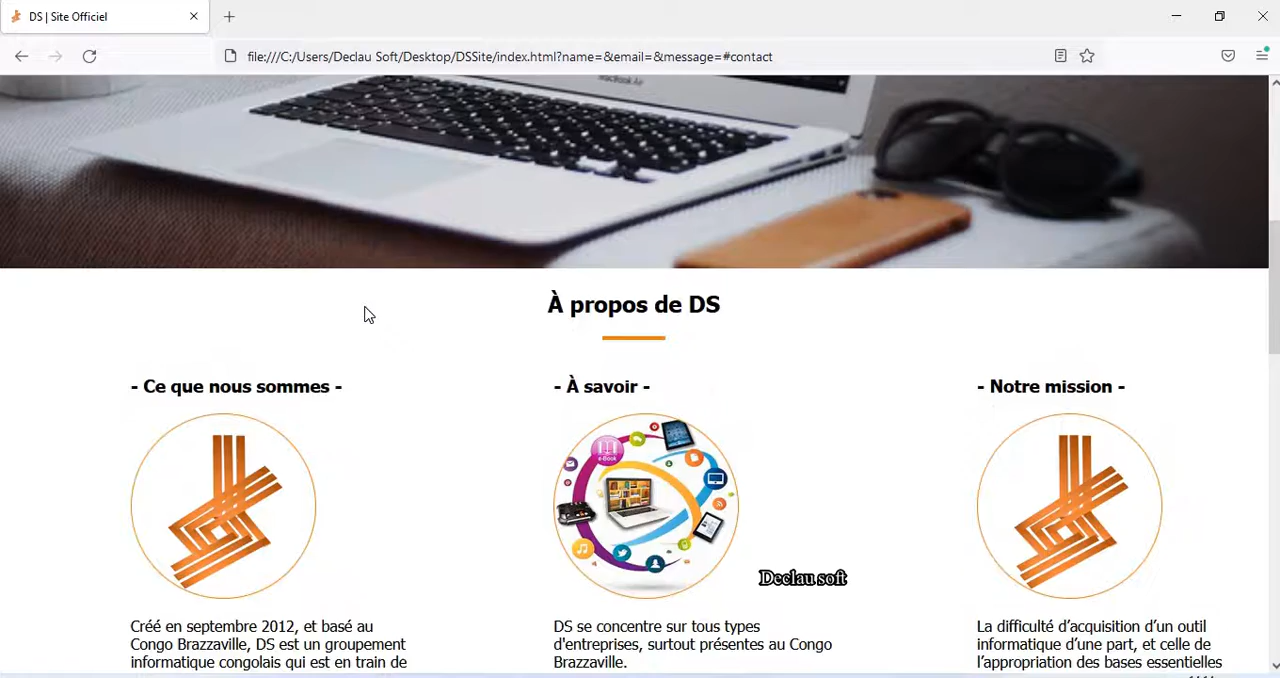 DS | Site Officiel
file:///C:/Users/Declau Soft/Desktop/DSSite/index.html?name=&email=&message=#contact
MacBook Air
À propos de DS
- Ce que nous sommes -
- À savoir -
- Notre mission -
e-Book
Declau soft
Créé en septembre 2012, et basé au
Congo Brazzaville, DS est un groupement
informatique congolais qui est en train de
DS se concentre sur tous types
d'entreprises, surtout présentes au Congo
Brazzaville.
La difficulté d’acquisition d’un outil
informatique d’une part, et celle de
l’appropriation des bases essentielles